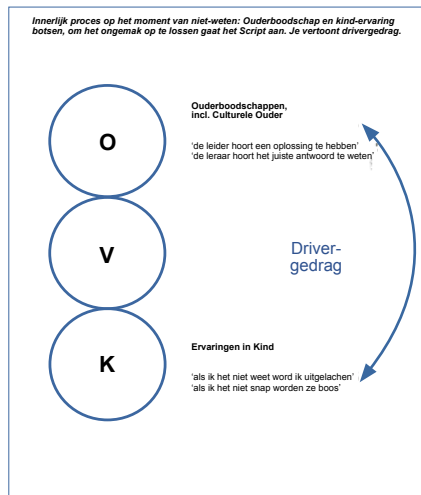 Innerlijk proces op het moment van niet-weten: Ouderboodschap en kind-ervaring
botsen, om het ongemak op te lossen gaat het Script aan. Je vertoont drivergedrag.
O
Ouderboodschappen,
incl. Culturele Ouder
‘de leider hoort een oplossing te hebben’
‘de leraar hoort het juiste antwoord te weten’
V
Driver-
gedrag
K
Ervaringen in Kind
‘als ik het niet weet word ik uitgelachen’
‘als ik het niet snap worden ze boos’